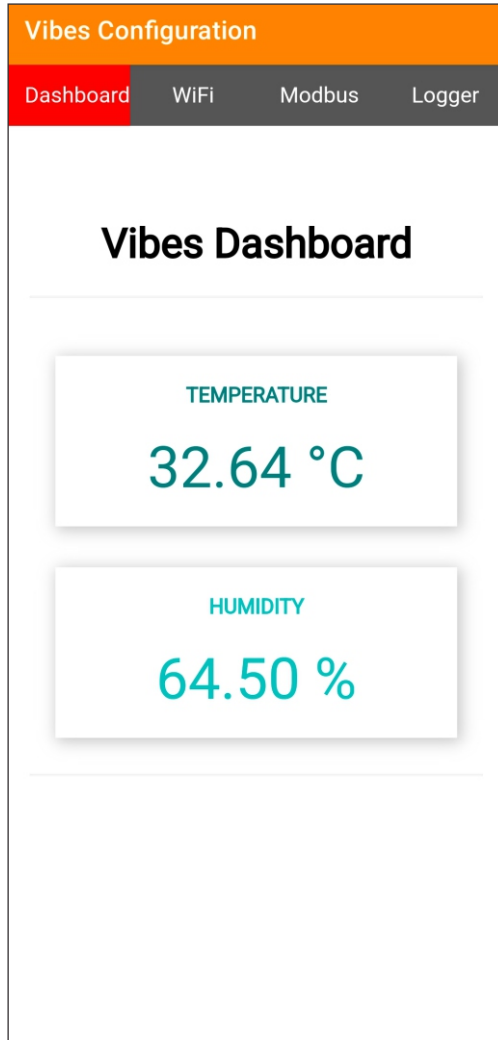 Vibes Configuration
Dashboard WiFi Modbus Logger
Vibes Dashboard
TEMPERATURE
32.64 °C
HUMIDITY
64.50 %